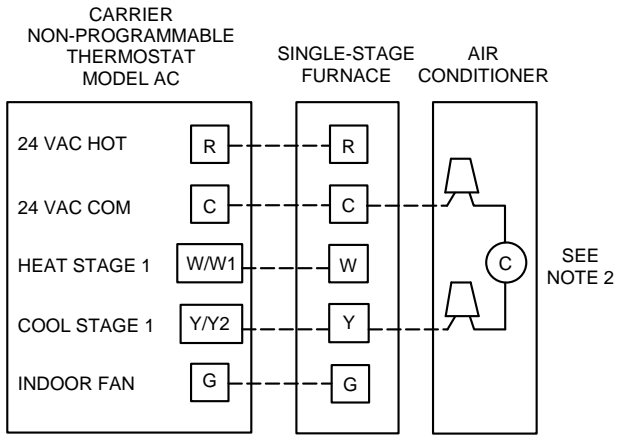 CARRIER
NON-PROGRAMMABLE
THERMOSTAT
MODEL AC
SINGLE-STAGE
FURNACE
AIR
CONDITIONER
24 VAC HOT R R
24 VAC COM C C
HEAT STAGE 1 W/W1 W
C
SEE
NOTE 2
COOL STAGE 1 Y/Y2 Y
INDOOR FAN G G